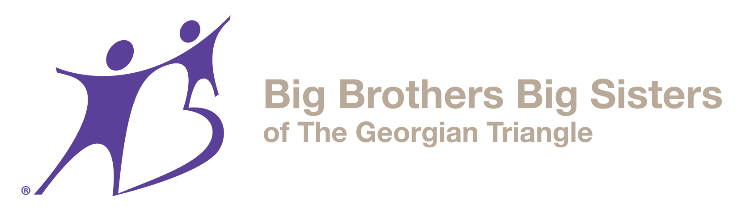 Big Brothers Big Sisters
of The Georgian Triangle
®